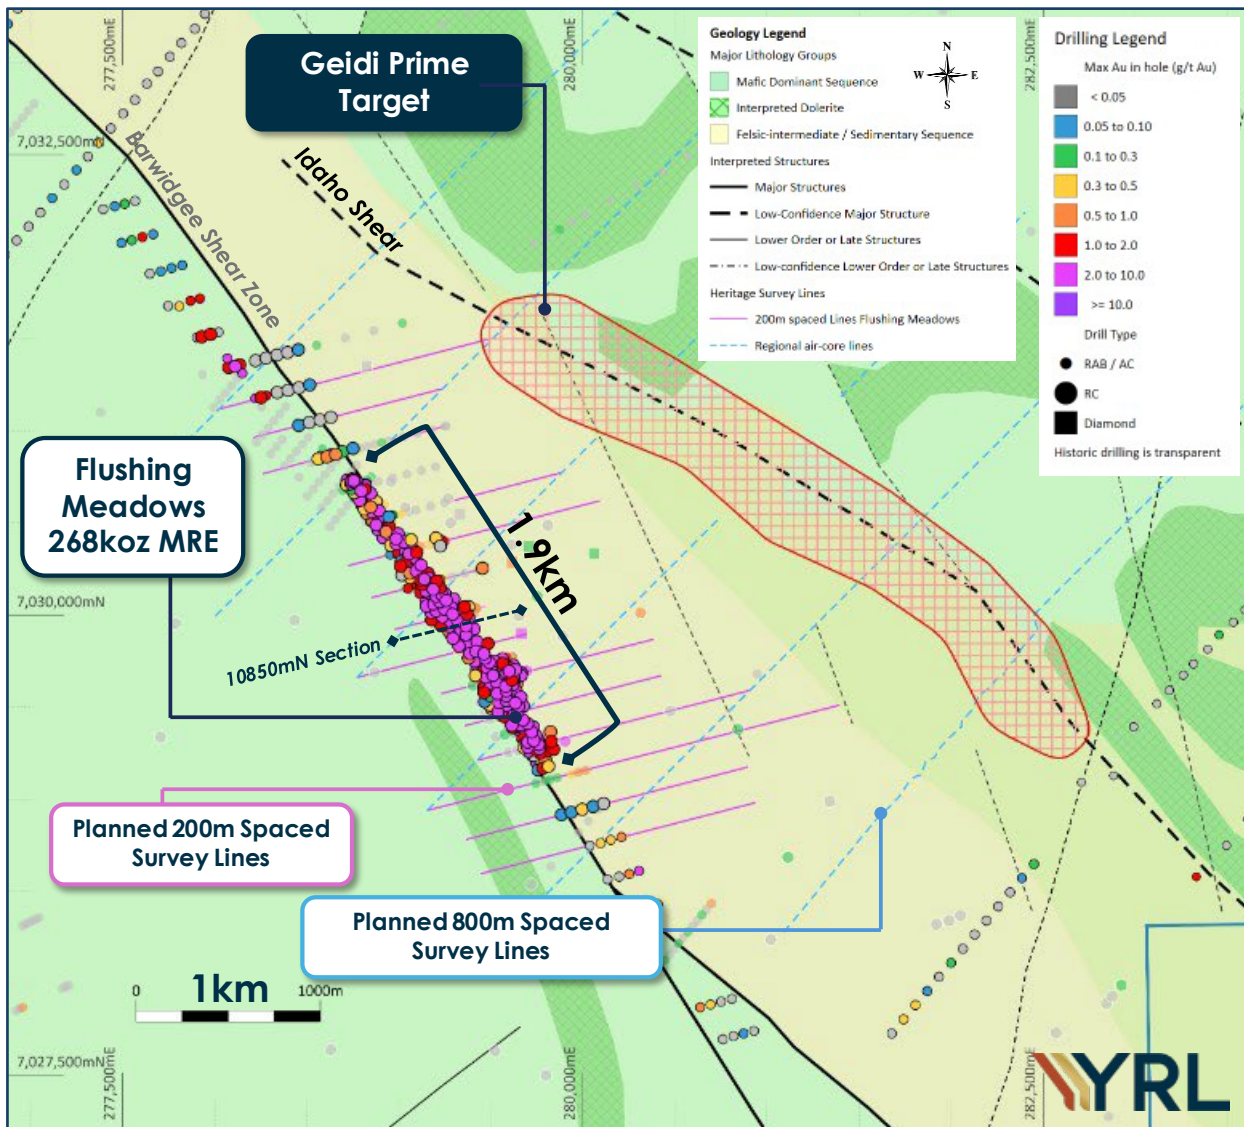 277,500mE
280,000mE
282,500mE
Geidi Prime
Target
7,032,500mN
Barwidgee Shear Zone
Idaho Shear
Geology Legend
Major Lithology Groups
Mafic Dominant Sequence
Interpreted Dolerite
Felsic-intermediate / Sedimentary Sequence
Interpreted Structures
Major Structures
Low-Confidence Major Structure
Lower Order or Late Structures
Low-confidence Lower Order or Late Structures
Heritage Survey Lines
200m spaced Lines Flushing Meadows
Regional air-core lines
N
W E
S
Drilling Legend
Max Au in hole (g/t Au)
< 0.05
0.05 to 0.10
0.1 to 0.3
0.3 to 0.5
0.5 to 1.0
1.0 to 2.0
2.0 to 10.0
>= 10.0
Drill Type
RAB / AC
RC
Diamond
Historic drilling is transparent
Flushing
Meadows
268koz MRE
1.9km
7,030,000mN
10850mN Section
Planned 200m Spaced
Survey Lines
Planned 800m Spaced
Survey Lines
0 1km 1000m
7,027,500mN
277,500mE
280,000mE
282,500mE
YRL